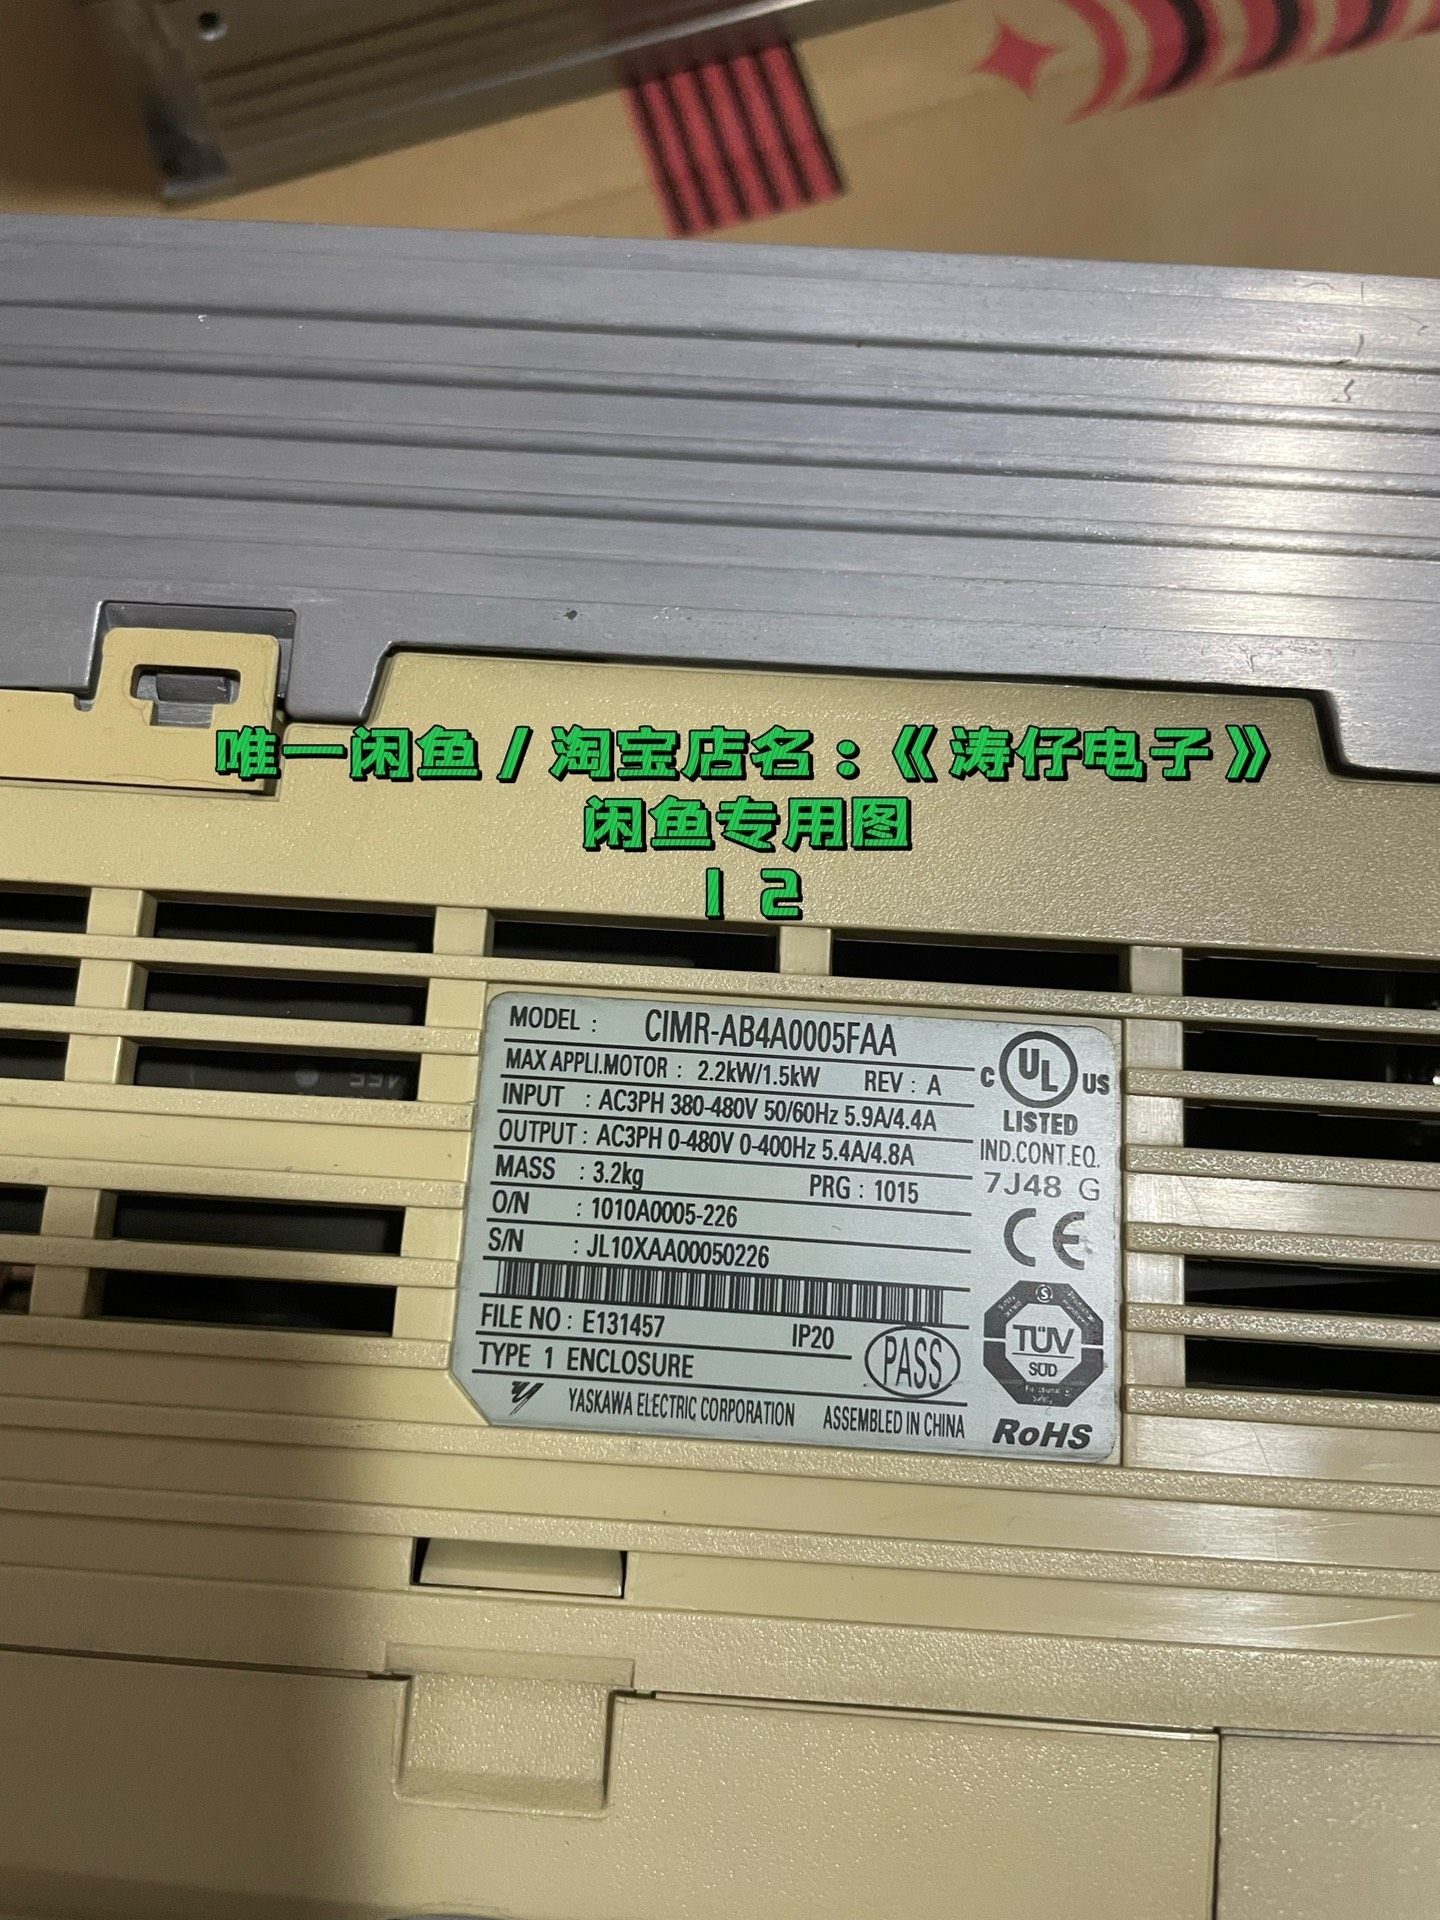 唯一闲鱼/淘宝店名:《涛仔电子》
闲鱼专用图
12
MODEL : CIMR-AB4A0005FAA
MAX APPLI.MOTOR : 2.2kW/1.5kW REV : A
INPUT : AC3PH 380-480V 50/60Hz 5.9A/4.4A
OUTPUT : AC3PH 0-480V 0-400Hz 5.4A/4.8A
MASS : 3.2kg PRG : 1015
O/N : 1010A0005-226
S/N : JL10XAA00050226
FILE NO : E131457 IP20
TYPE 1 ENCLOSURE PASS
YASKAWA ELECTRIC CORPORATION ASSEMBLED IN CHINA
C UL US
LISTED
IND.CONT.EQ.
7J48 G
CE
TÜV
SÜD
RoHS